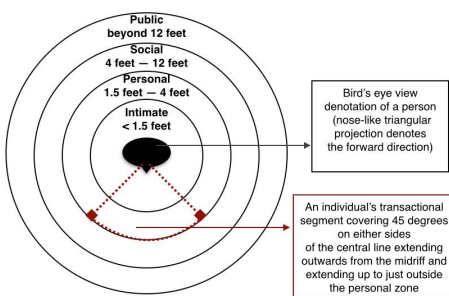 Public
beyond 12 feet
Social
4 feet — 12 feet
Personal
1.5 feet — 4 feet
Intimate
< 1.5 feet
Bird's eye view
denotation of a person
(nose-like triangular
projection denotes
the forward direction)
An individual's transactional
segment covering 45 degrees
on either sides
of the central line extending
outwards from the midriff and
extending up to just outside
the personal zone